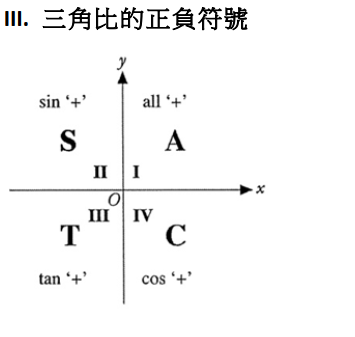 III. 三角比的正負符號
y
sin ‘+’ all ‘+’
S A
II I
O x
III IV
T C
tan ‘+’ cos ‘+’